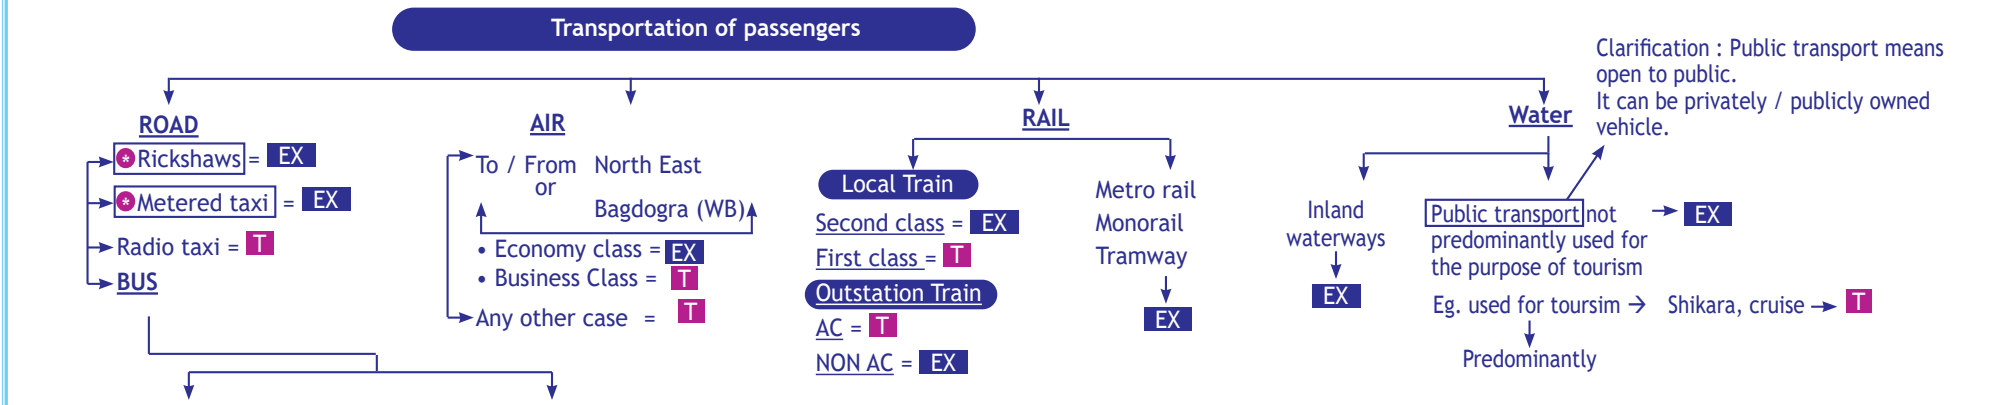 Transportation of passengers
Clarification : Public transport means
open to public.
It can be privately / publicly owned
vehicle.
ROAD
* Rickshaws = EX
* Metered taxi = EX
Radio taxi = T
BUS
AIR
To / From North East
or
Bagdogra (WB)
• Economy class = EX
• Business Class = T
Any other case = T
RAIL
Local Train
Second class = EX
First class = T
Outstation Train
AC = T
NON AC = EX
Metro rail
Monorail
Tramway
EX
Water
Inland
waterways
EX
Public transport not → EX
predominantly used for
the purpose of tourism
Eg. used for toursim → Shikara, cruise → T
Predominantly